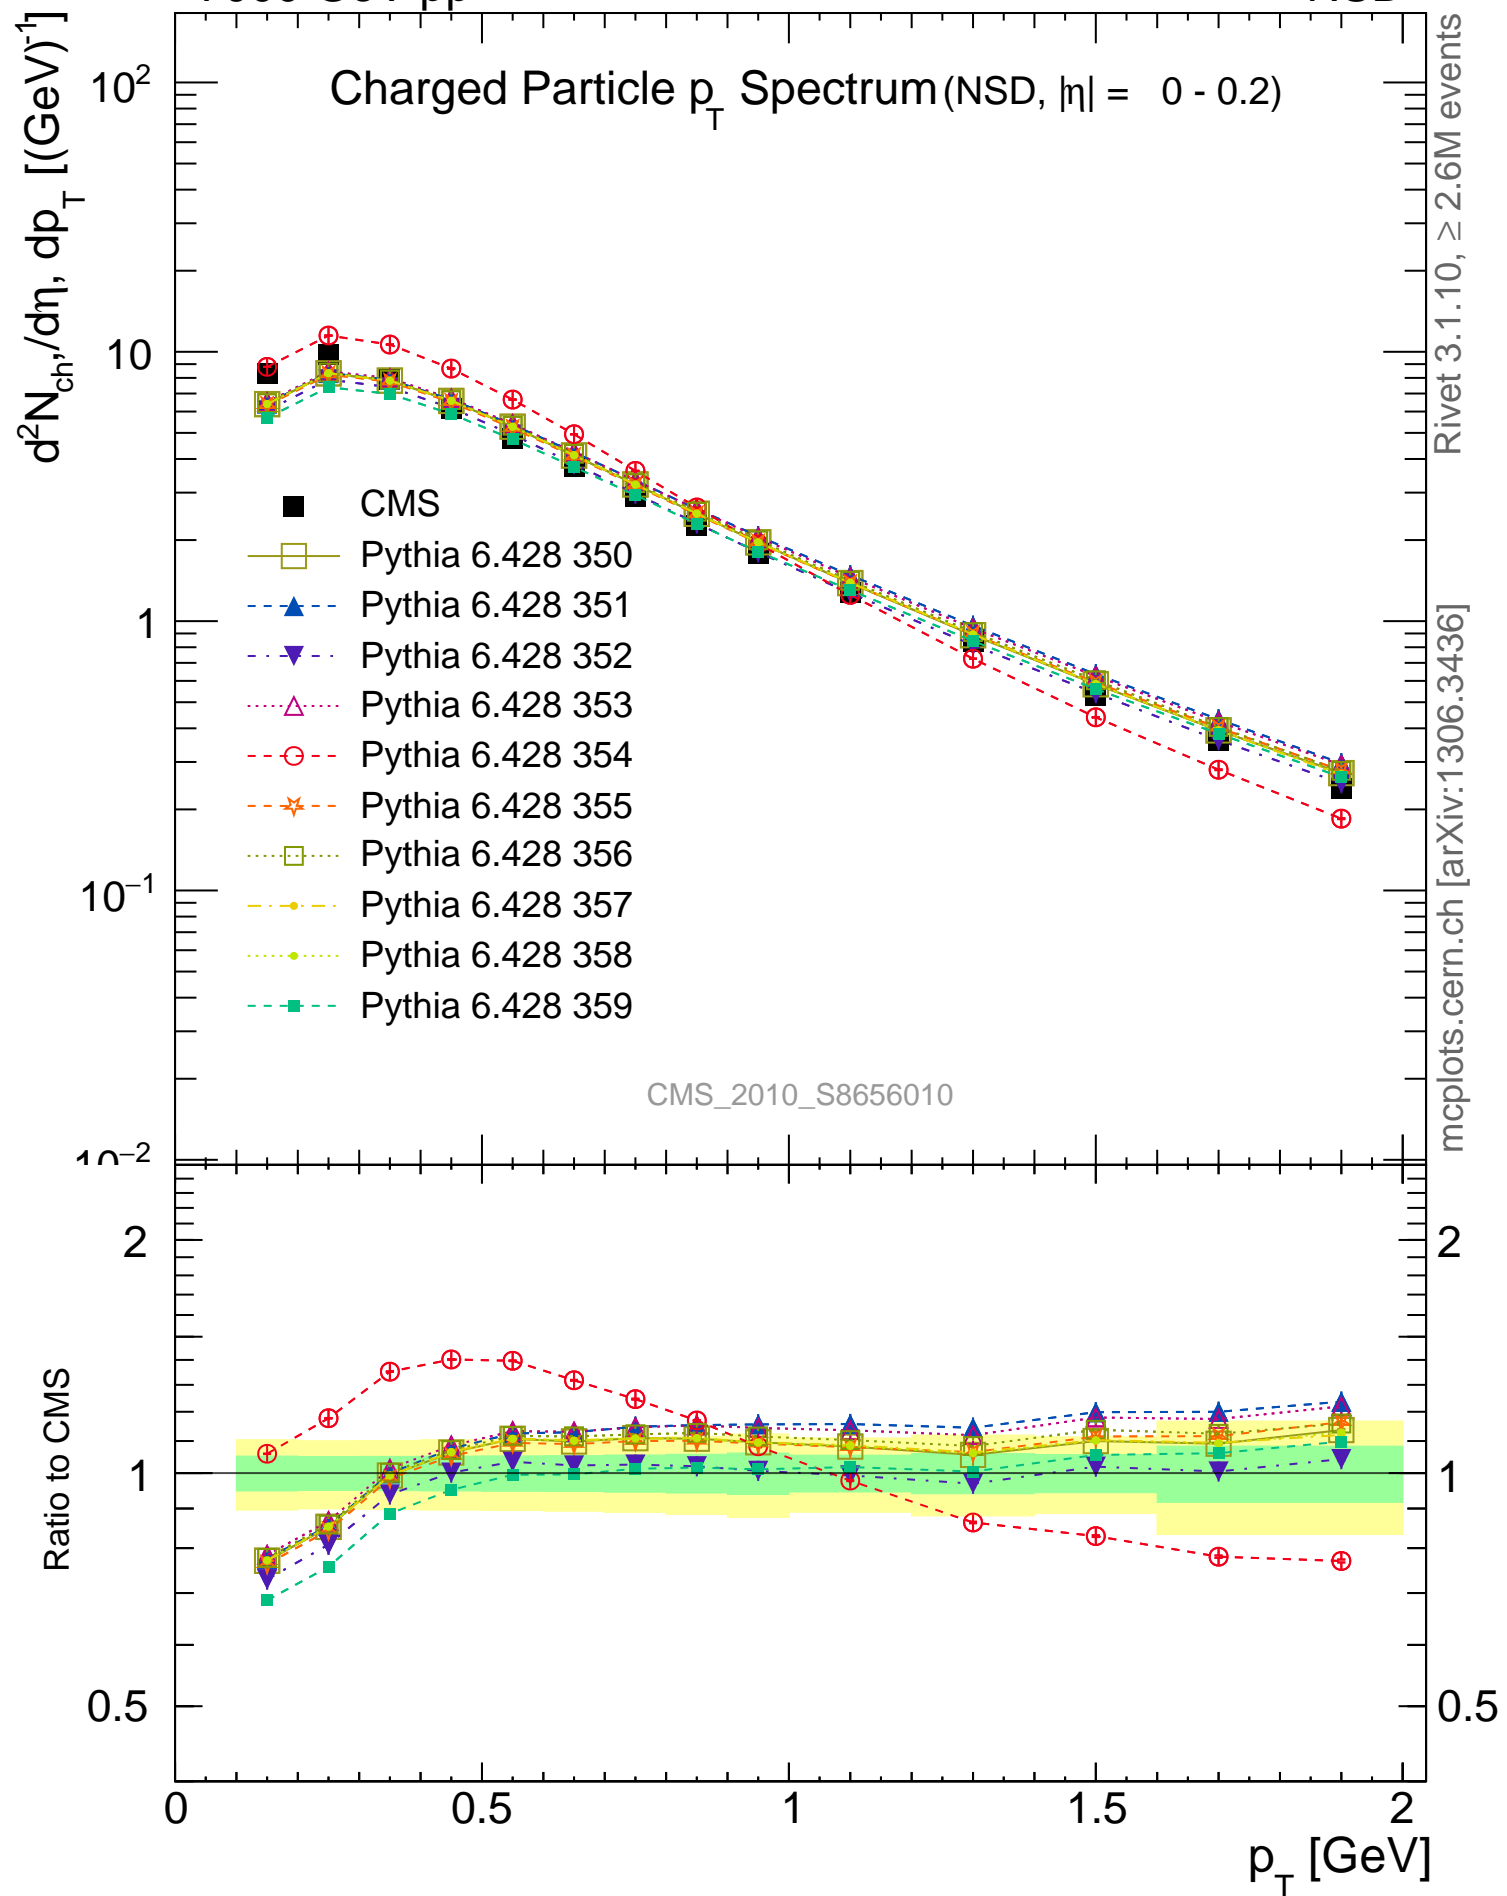 Charged Particle p_T Spectrum (NSD, |η| = 0 - 0.2)
d²N_ch,/dη, dp_T [(GeV)⁻¹]
10²
10
1
10⁻¹
CMS
Pythia 6.428 350
Pythia 6.428 351
Pythia 6.428 352
Pythia 6.428 353
Pythia 6.428 354
Pythia 6.428 355
Pythia 6.428 356
Pythia 6.428 357
Pythia 6.428 358
Pythia 6.428 359
CMS_2010_S8656010
10⁻²
Rivet 3.1.10, ≥ 2.6M events
mcplots.cern.ch [arXiv:1306.3436]
Ratio to CMS
2
1
0.5
2
1
0.5
0
0.5
1
1.5
2
p_T [GeV]